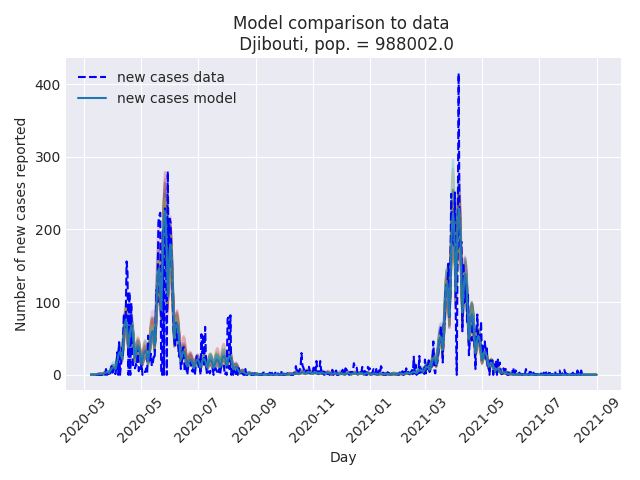 Model comparison to data
Djibouti, pop. = 988002.0
new cases data
new cases model
Number of new cases reported
400
300
200
100
0
2020-03
2020-05
2020-07
2020-09
2020-11
2021-01
2021-03
2021-05
2021-07
2021-09
Day